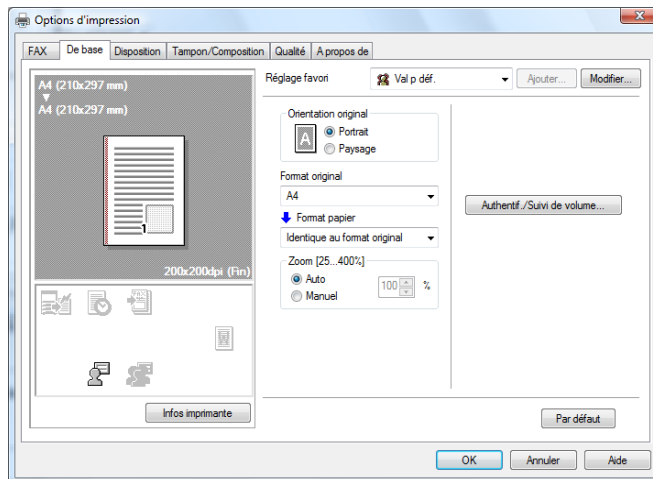 Options d'impression
FAX De base Disposition Tampon/Composition Qualité A propos de
A4 (210x297 mm)
A4 (210x297 mm)
1
200x200dpi (Fin)
Infos imprimante
Réglage favori Val p déf. Ajouter... Modifier...
Orientation original
A
Portrait
Paysage
Format original
A4
Format papier
Identique au format original
Zoom [25...400%]
Auto
Manuel
100 %
Authentif./Suivi de volume...
Par défaut
OK Annuler Aide